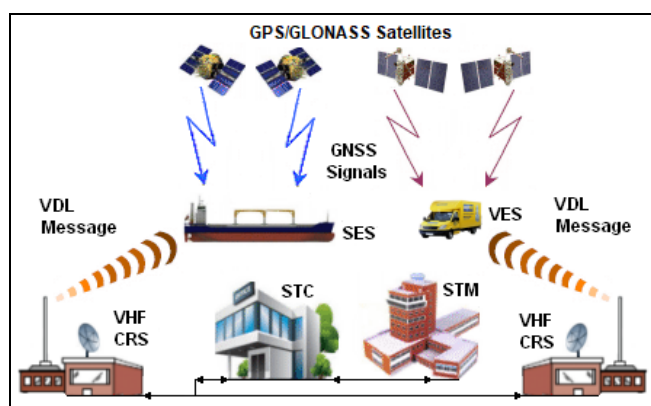 GPS/GLONASS Satellites
GNSS
Signals
VDL
Message
SES
VES
VDL
Message
STC
STM
VHF
CRS
VHF
CRS